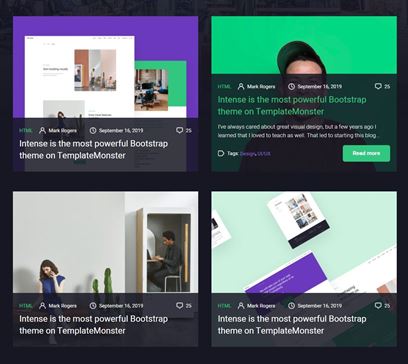 HTML Mark Rogers September 16, 2019 25
Intense is the most powerful Bootstrap
theme on TemplateMonster
HTML Mark Rogers September 16, 2019 25
Intense is the most powerful Bootstrap
theme on TemplateMonster
I've always cared about great visual design, but a few years ago I
learned that I loved to teach as well. That led to starting this blog...
Tags: Design, UI/UX Read more
HTML Mark Rogers September 16, 2019 25
Intense is the most powerful Bootstrap
theme on TemplateMonster
HTML Mark Rogers September 16, 2019 25
Intense is the most powerful Bootstrap
theme on TemplateMonster